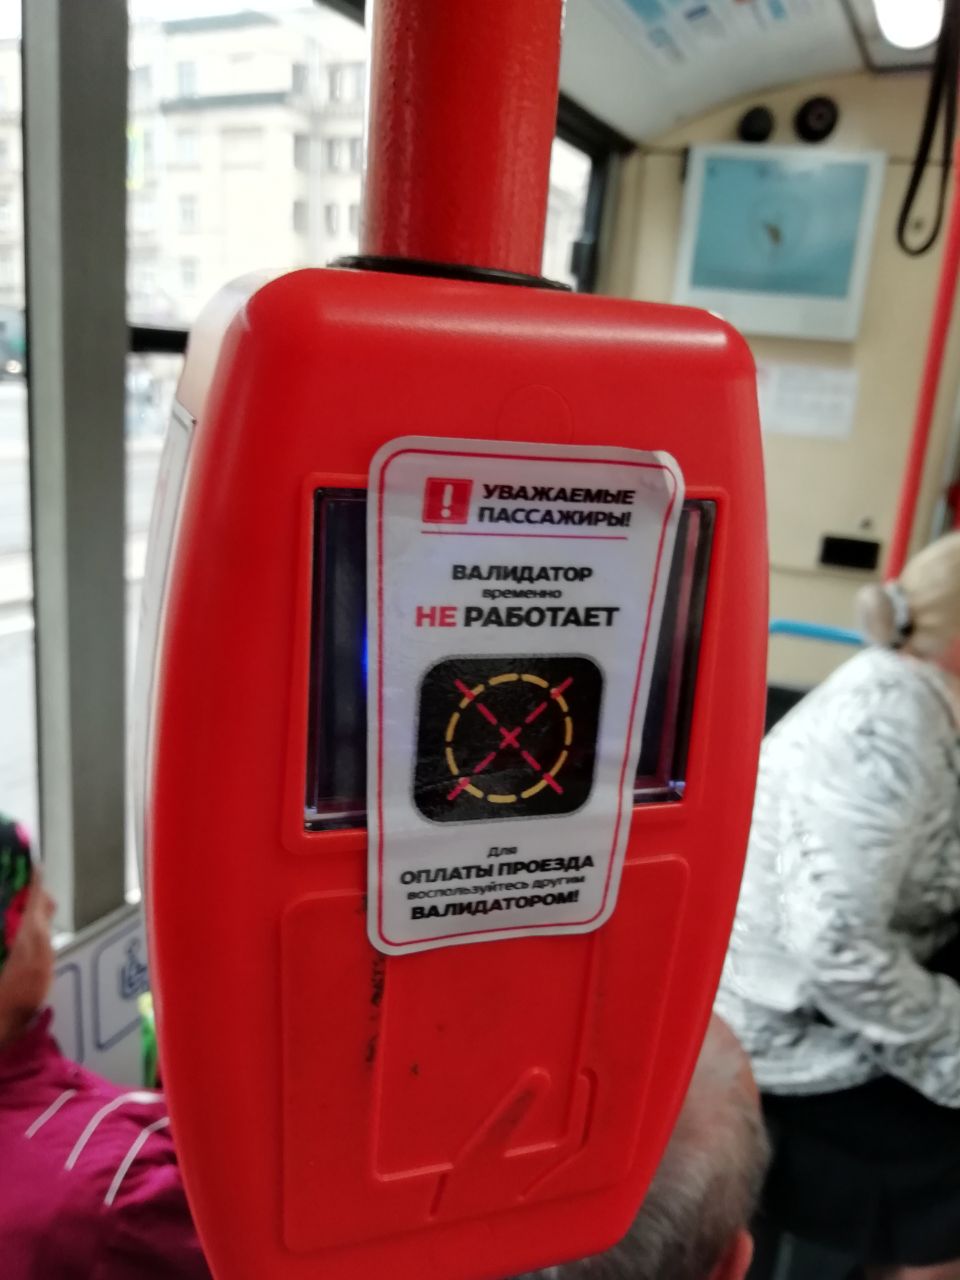 ! УВАЖАЕМЫЕ
ПАССАЖИРЫ!
ВАЛИДАТОР
временно
НЕ РАБОТАЕТ
Для
ОПЛАТЫ ПРОЕЗДА
воспользуйтесь другим
ВАЛИДАТОРОМ!